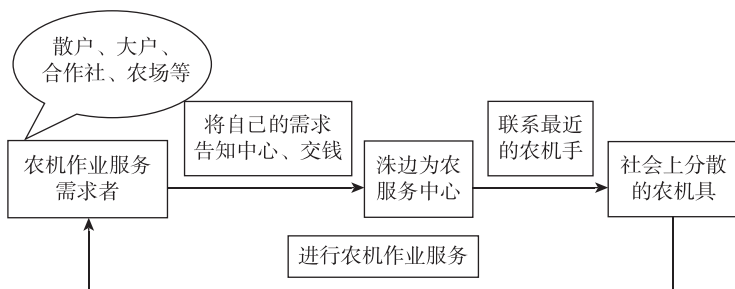 散户、大户、
合作社、农场等
将自己的需求
告知中心、交钱
联系最近
的农机手
农机作业服务
需求者
洙边为农
服务中心
社会上分散
的农机具
进行农机作业服务